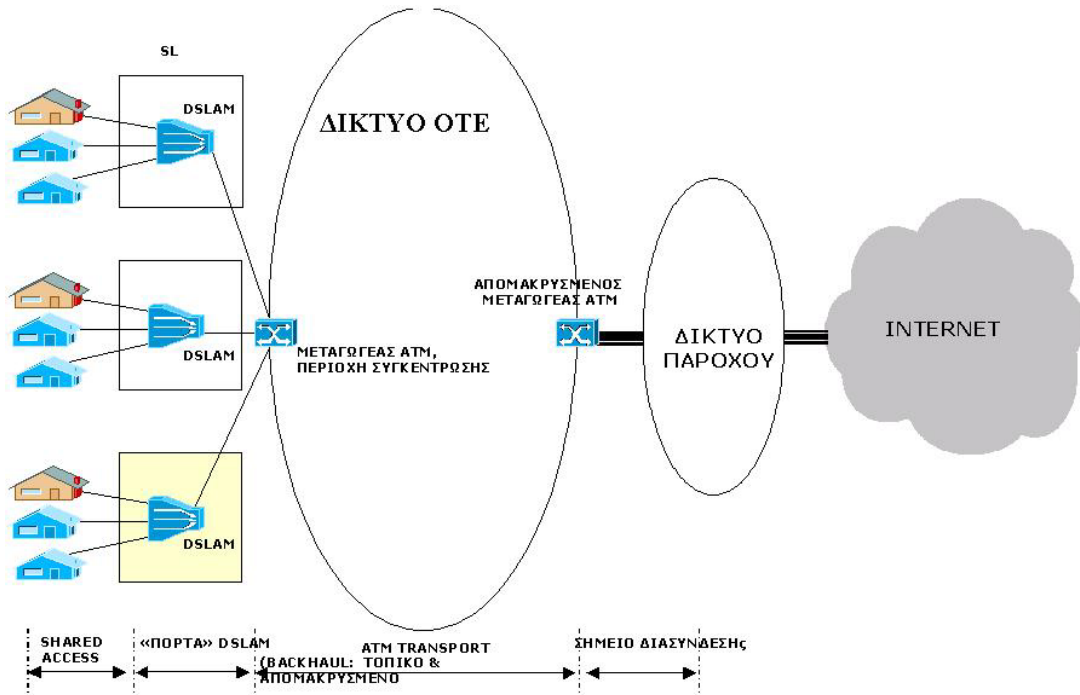 SL
DSLAM
ΔΙΚΤΥΟ ΟΤΕ
ΑΠΟΜΑΚΡΥΣΜΕΝΟΣ
ΜΕΤΑΓΩΓΕΑΣ ΑΤΜ
DSLAM
ΜΕΤΑΓΩΓΕΑΣ ΑΤΜ,
ΠΕΡΙΟΧΗ ΣΥΓΚΕΝΤΡΩΣΗΣ
ΔΙΚΤΥΟ
ΠΑΡΟΧΟΥ
INTERNET
DSLAM
SHARED
ACCESS
«ΠΟΡΤΑ» DSLAM
ATM TRANSPORT
(BACKHAUL: ΤΟΠΙΚΟ &
ΑΠΟΜΑΚΡΥΣΜΕΝΟ
ΣΗΜΕΙΟ ΔΙΑΣΥΝΔΕΣΗς